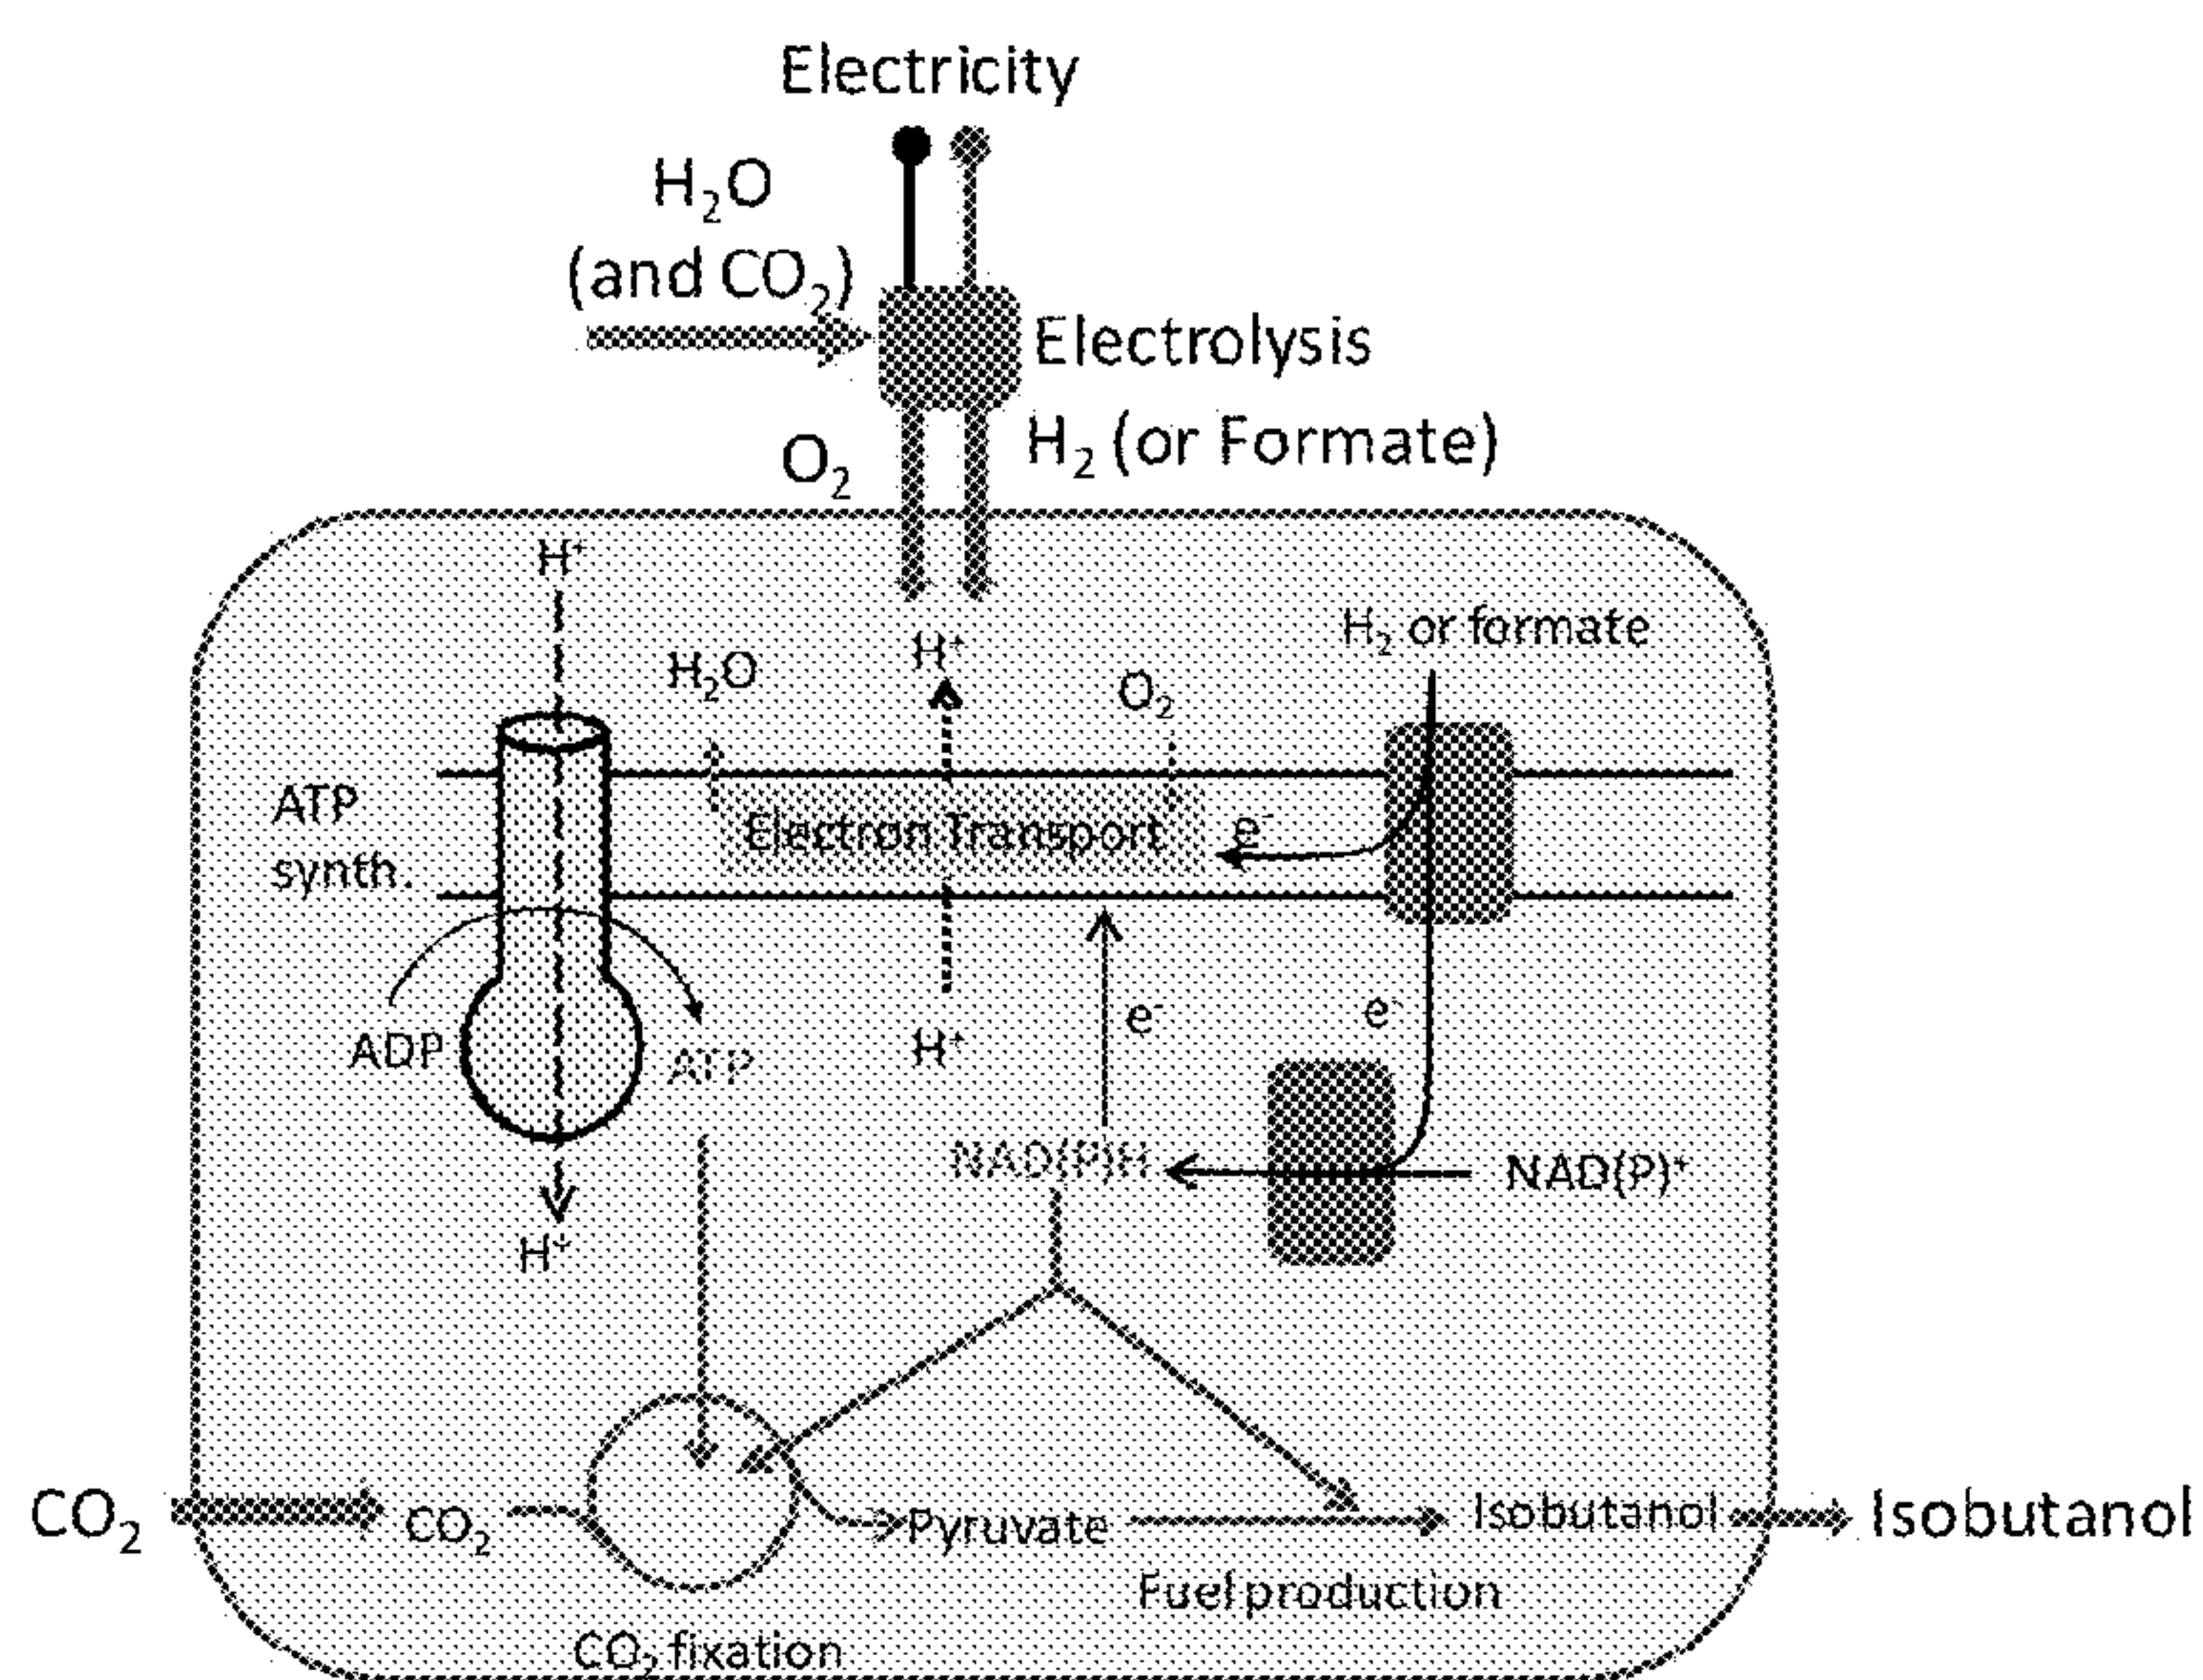 Electricity
H₂O
(and CO₂)
Electrolysis
O₂
H₂ (or Formate)
H⁺
H₂ or formate
H⁺
H₂O
O₂
ATP
synth.
Electron Transport
e⁻
e⁻
e⁻
ADP
ATP
H⁺
NAD(P)H
NAD(P)⁺
H⁺
CO₂
CO₂
Pyruvate
Isobutanol
Isobutanol
Fuel production
CO₂ fixation